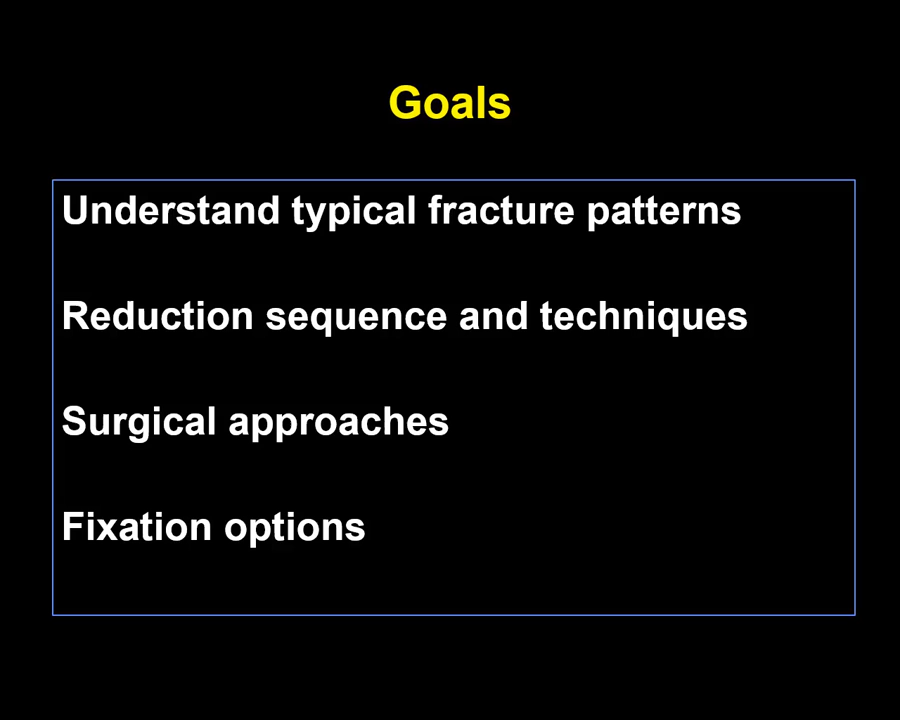 Goals
Understand typical fracture patterns
Reduction sequence and techniques
Surgical approaches
Fixation options